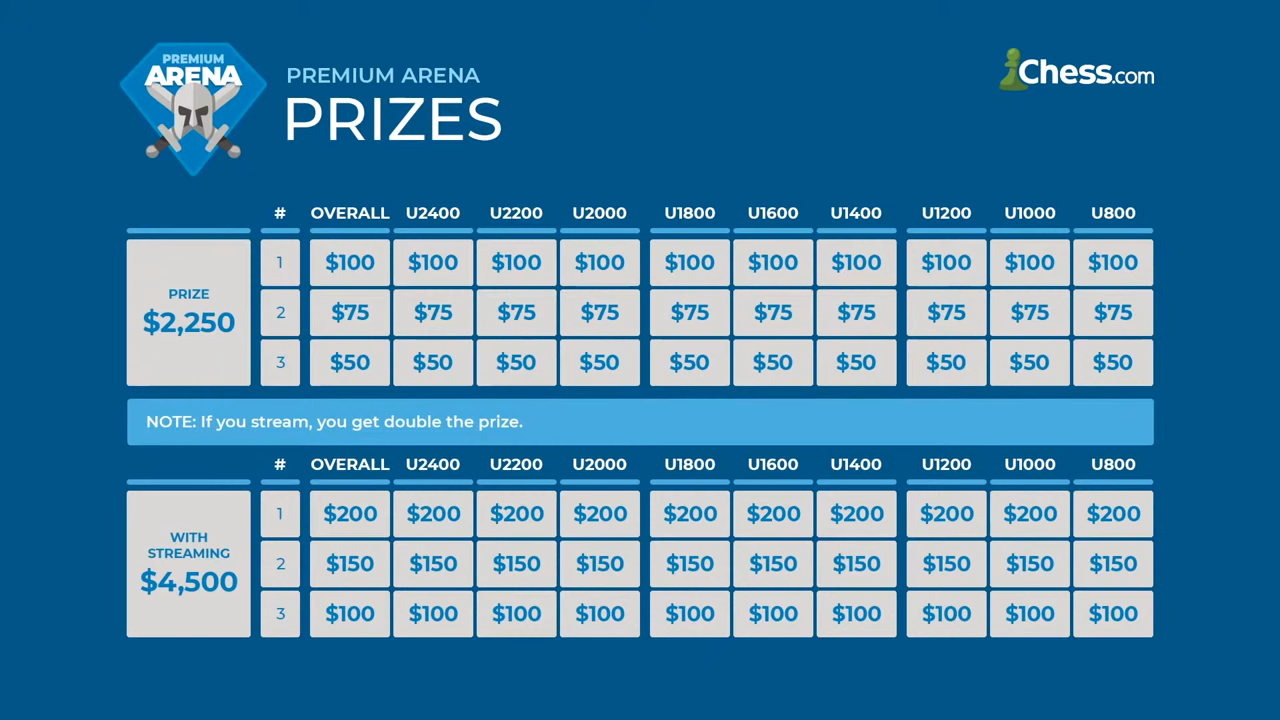 PREMIUM
ARENA
PREMIUM ARENA
PRIZES
Chess.com
# OVERALL U2400 U2200 U2000 U1800 U1600 U1400 U1200 U1000 U800
PRIZE
$2,250
1 $100 $100 $100 $100 $100 $100 $100 $100 $100 $100
2 $75 $75 $75 $75 $75 $75 $75 $75 $75 $75
3 $50 $50 $50 $50 $50 $50 $50 $50 $50 $50
NOTE: If you stream, you get double the prize.
# OVERALL U2400 U2200 U2000 U1800 U1600 U1400 U1200 U1000 U800
WITH
STREAMING
$4,500
1 $200 $200 $200 $200 $200 $200 $200 $200 $200 $200
2 $150 $150 $150 $150 $150 $150 $150 $150 $150 $150
3 $100 $100 $100 $100 $100 $100 $100 $100 $100 $100